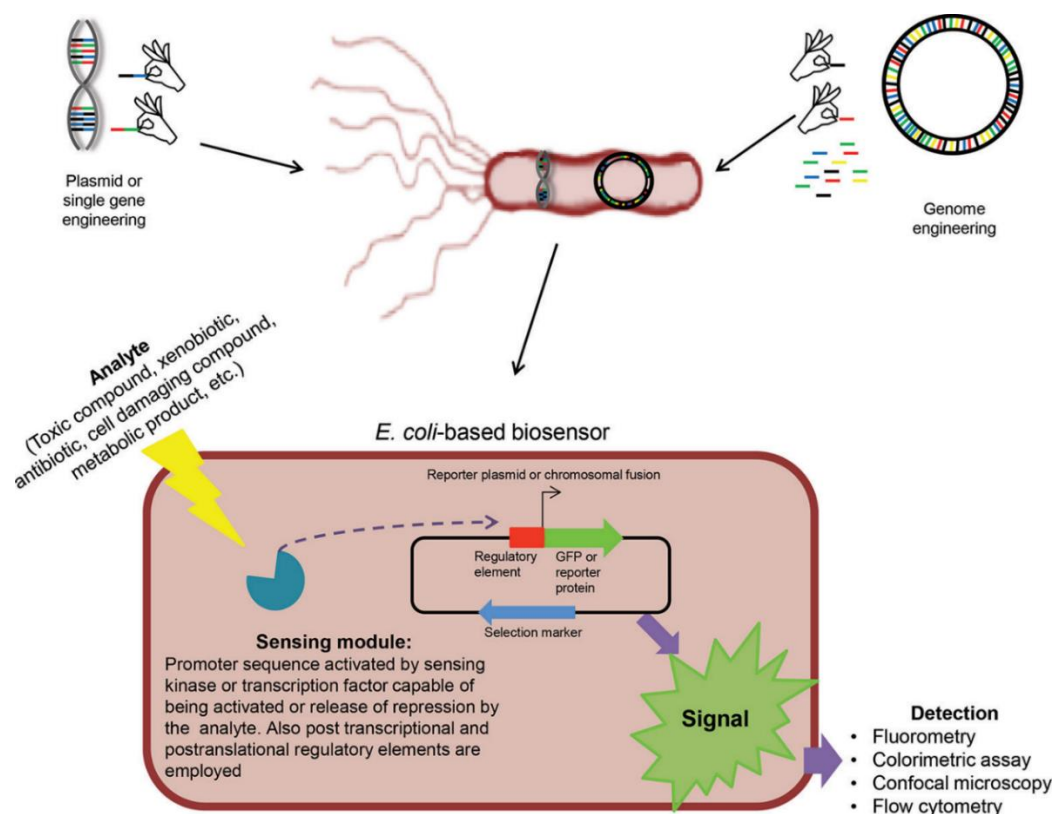 Plasmid or
single gene
engineering
Genome
engineering
Analyte
(Toxic compound, xenobiotic,
antibiotic, cell damaging compound,
metabolic product, etc.)
E. coli-based biosensor
Reporter plasmid or chromosomal fusion
Regulatory
element
GFP or
reporter
protein
Selection marker
Sensing module:
Promoter sequence activated by sensing
kinase or transcription factor capable of
being activated or release of repression by
the analyte. Also post transcriptional and
postranslational regulatory elements are
employed
Signal
Detection
• Fluorometry
• Colorimetric assay
• Confocal microscopy
• Flow cytometry